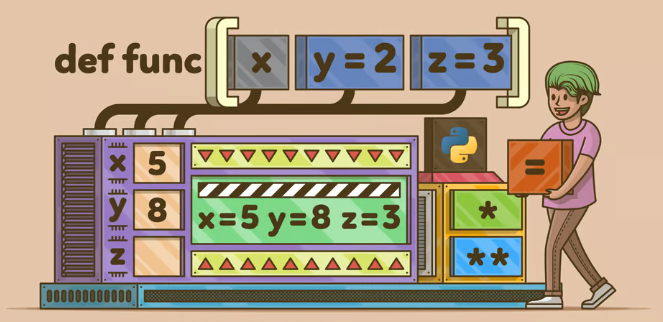 def func[x y=2 z=3]
x 5
y 8
z
x=5 y=8 z=3
=
*
**